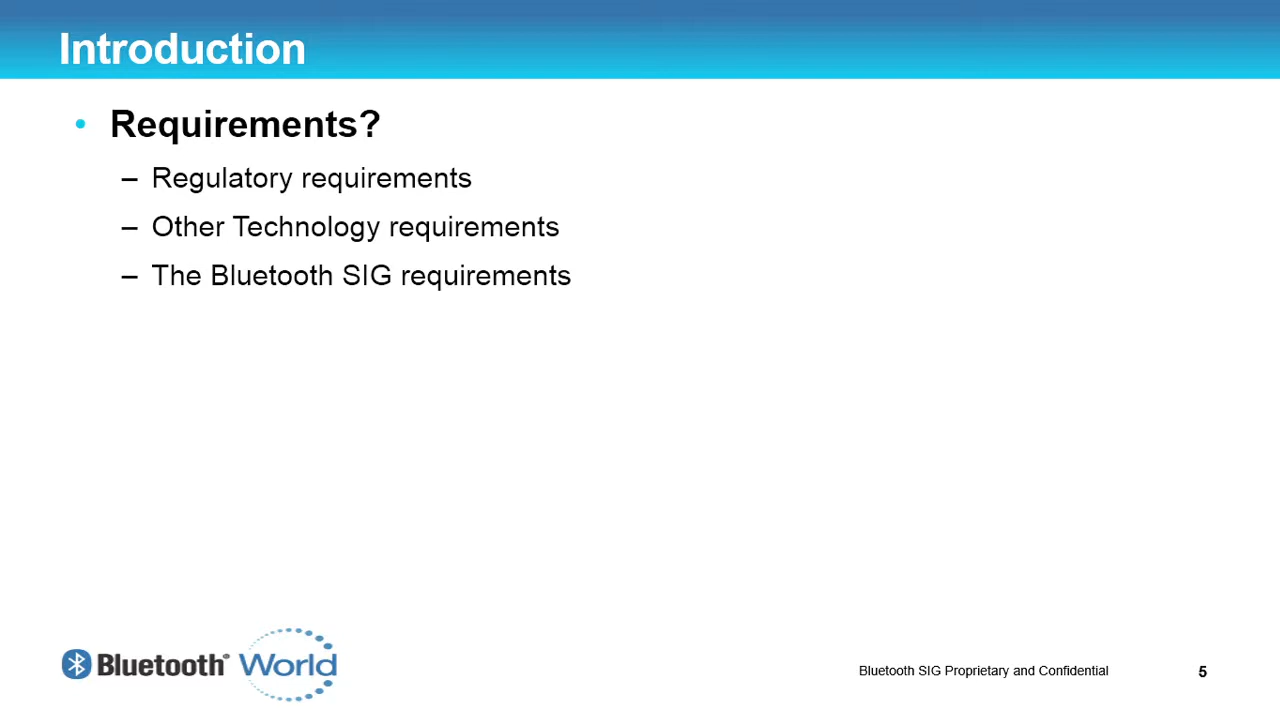 Introduction
• Requirements?
– Regulatory requirements
– Other Technology requirements
– The Bluetooth SIG requirements
Bluetooth World
Bluetooth SIG Proprietary and Confidential
5